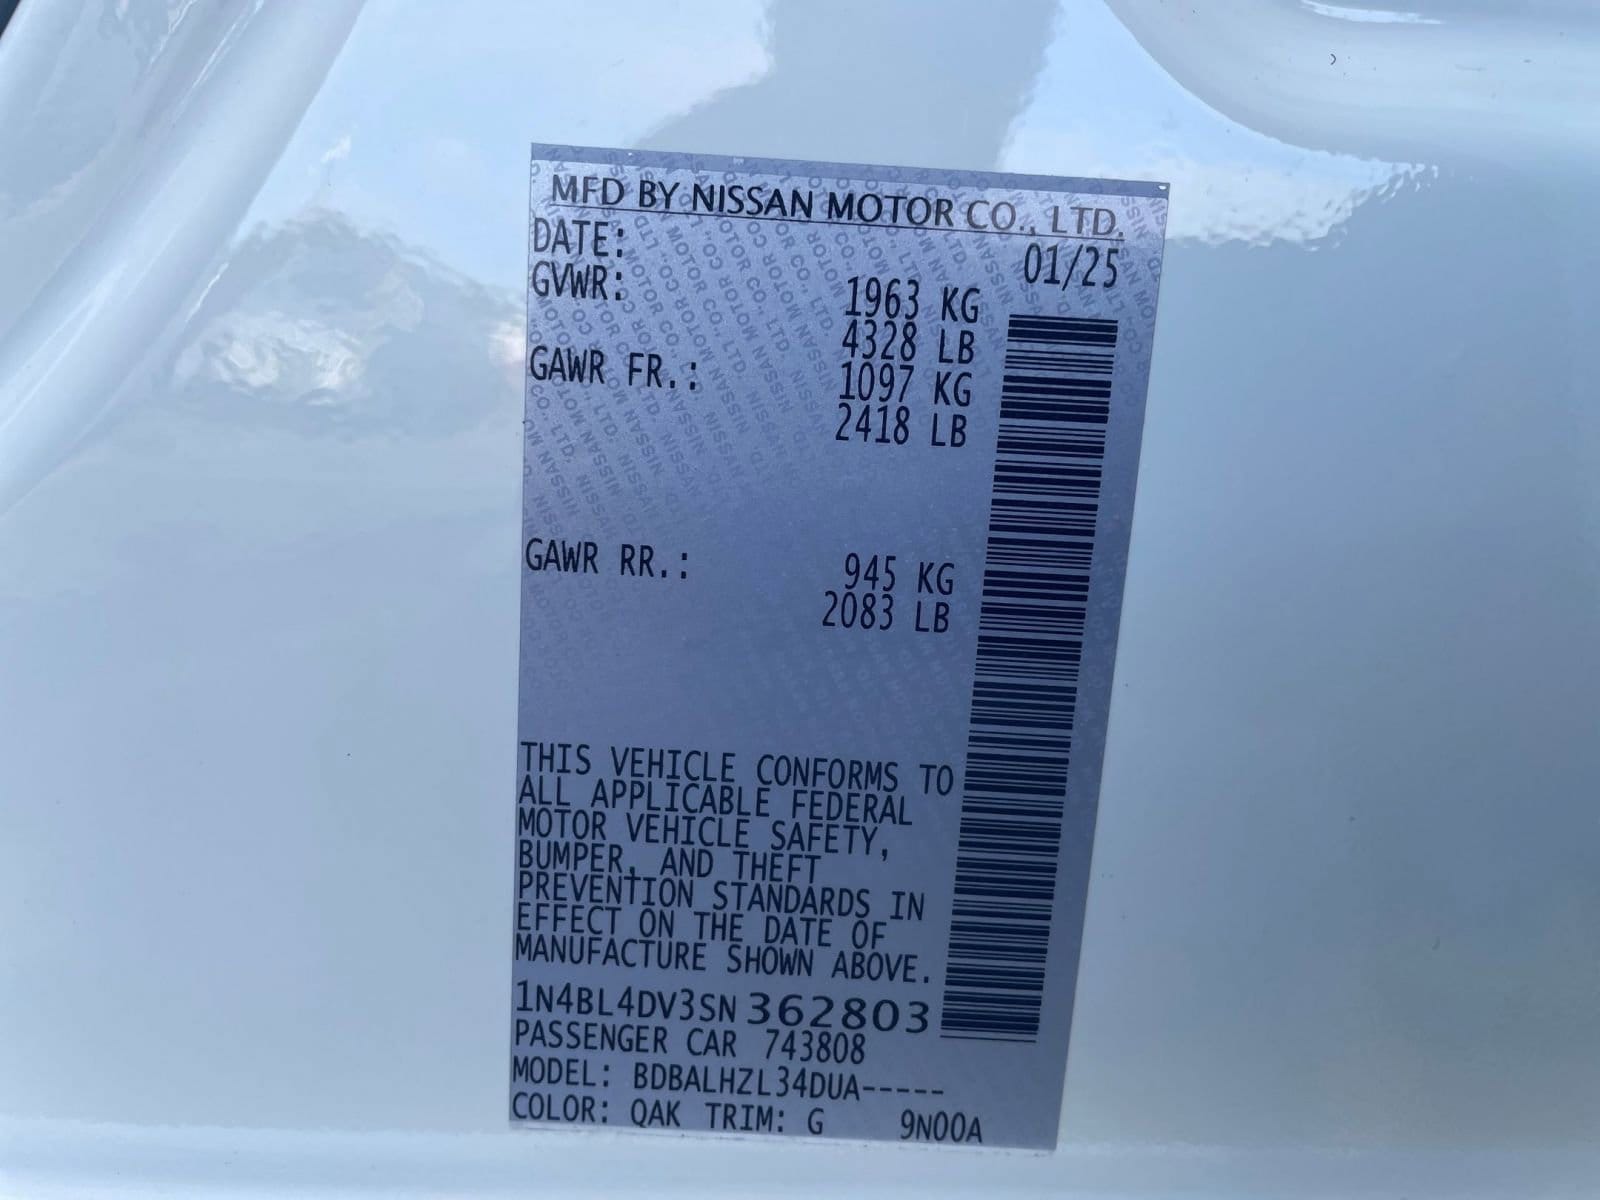 MFD BY NISSAN MOTOR CO., LTD.
DATE: 01/25
GVWR: 1963 KG
4328 LB
GAWR FR.: 1097 KG
2418 LB
GAWR RR.: 945 KG
2083 LB
THIS VEHICLE CONFORMS TO
ALL APPLICABLE FEDERAL
MOTOR VEHICLE SAFETY,
BUMPER, AND THEFT
PREVENTION STANDARDS IN
EFFECT ON THE DATE OF
MANUFACTURE SHOWN ABOVE.
1N4BL4DV3SN362803
PASSENGER CAR 743808
MODEL: BDBALHZL34DUA-----
COLOR: QAK TRIM: G 9N00A